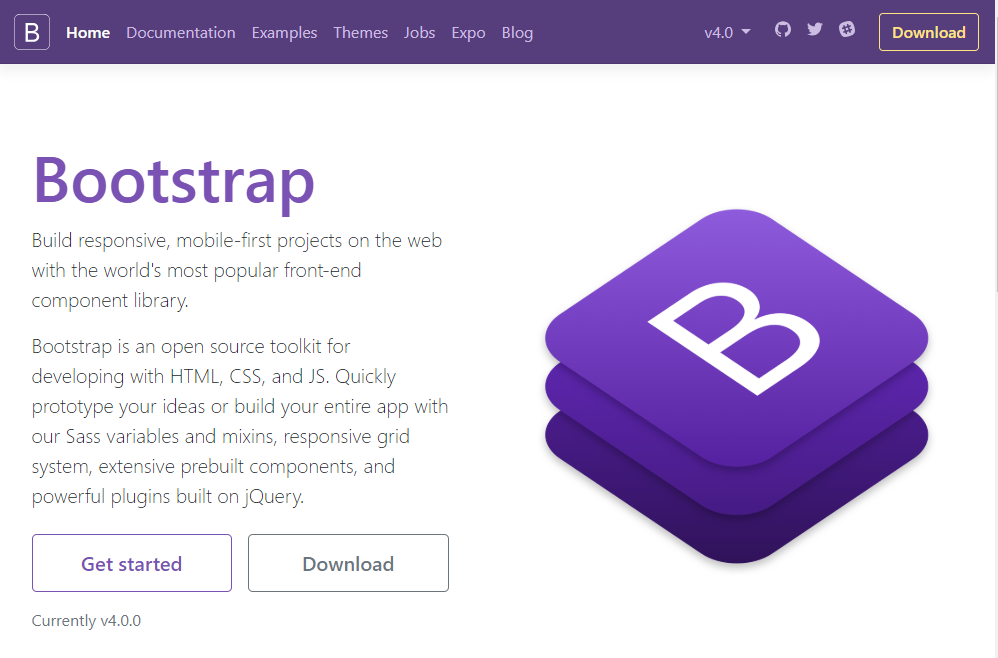 B Home Documentation Examples Themes Jobs Expo Blog v4.0 Download
Bootstrap
Build responsive, mobile-first projects on the web
with the world's most popular front-end
component library.
Bootstrap is an open source toolkit for
developing with HTML, CSS, and JS. Quickly
prototype your ideas or build your entire app with
our Sass variables and mixins, responsive grid
system, extensive prebuilt components, and
powerful plugins built on jQuery.
B
Get started Download
Currently v4.0.0